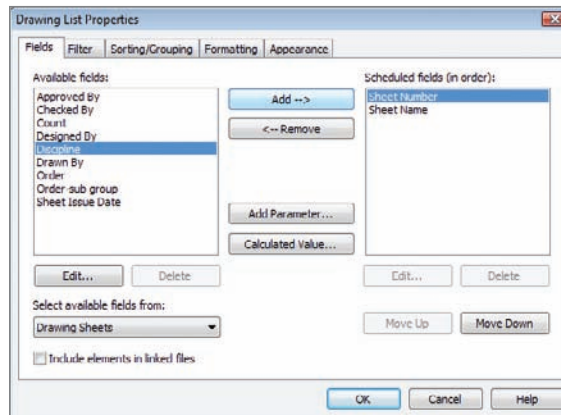 Drawing List Properties
Fields Filter Sorting/Grouping Formatting Appearance
Available fields:
Approved By
Checked By
Count
Designed By
Discipline
Drawn By
Order
Order-sub group
Sheet Issue Date
Add -->
<-- Remove
Add Parameter...
Calculated Value...
Scheduled fields (in order):
Sheet Number
Sheet Name
Edit... Delete
Edit... Delete
Select available fields from:
Drawing Sheets
Move Up Move Down
Include elements in linked files
OK Cancel Help